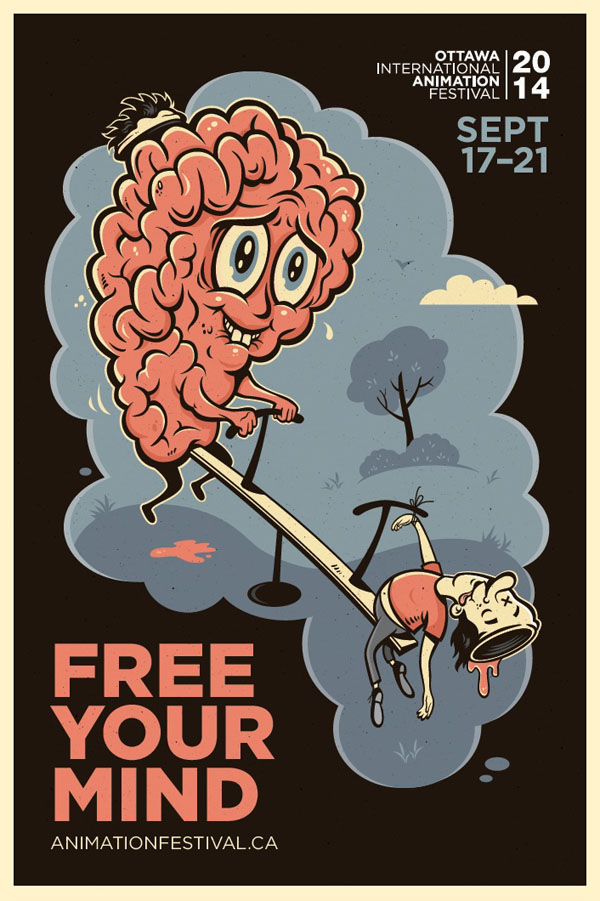 OTTAWA
INTERNATIONAL
ANIMATION
FESTIVAL
20
14
SEPT
17–21
FREE
YOUR
MIND
ANIMATIONFESTIVAL.CA